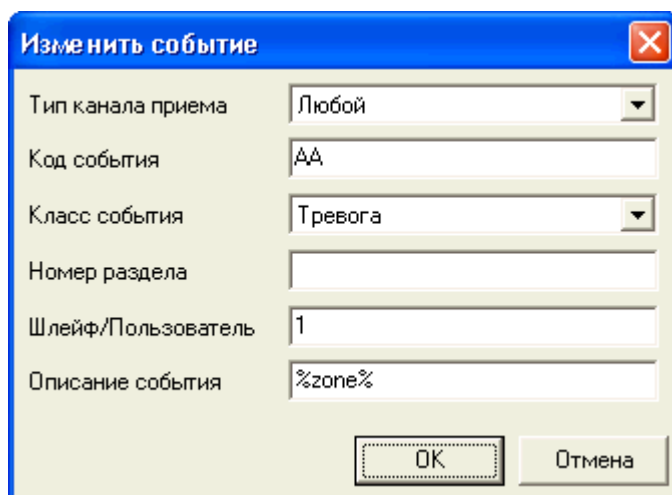 Изменить событие
Тип канала приема Любой
Код события AA
Класс события Тревога
Номер раздела
Шлейф/Пользователь 1
Описание события %zone%
OK Отмена